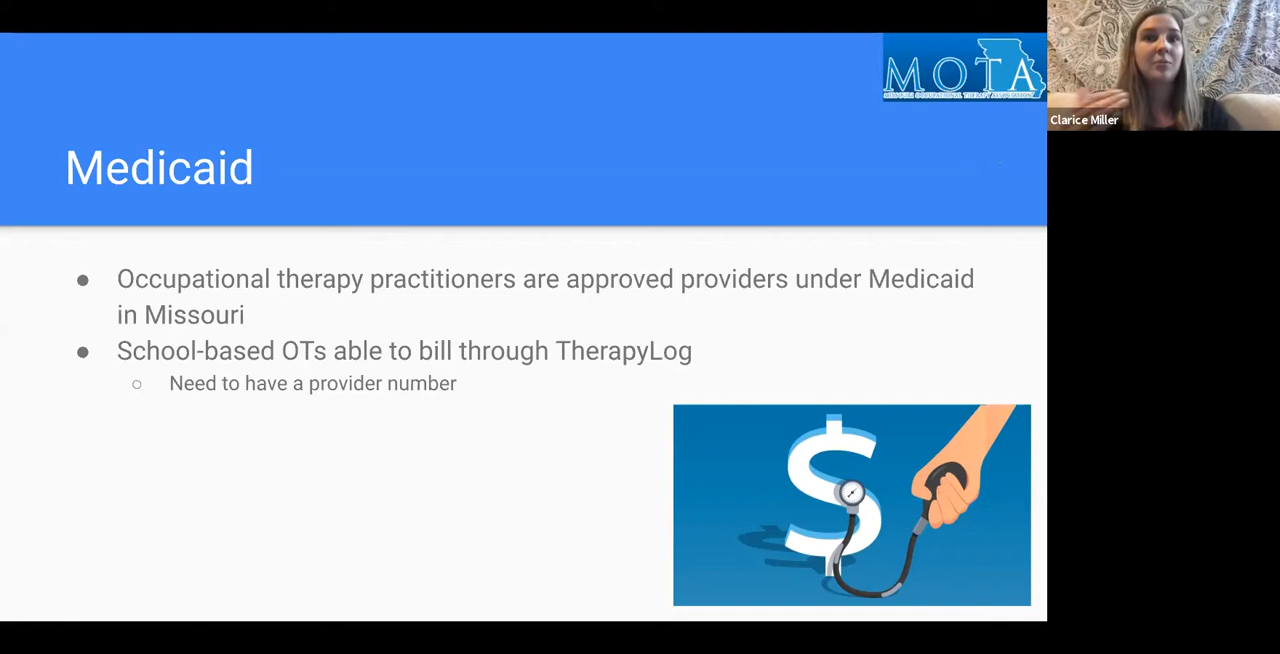 MOTA
MISSOURI OCCUPATIONAL THERAPY ASSOCIATION
Clarice Miller
Medicaid
Occupational therapy practitioners are approved providers under Medicaid
in Missouri
School-based OTs able to bill through TherapyLog
Need to have a provider number
$